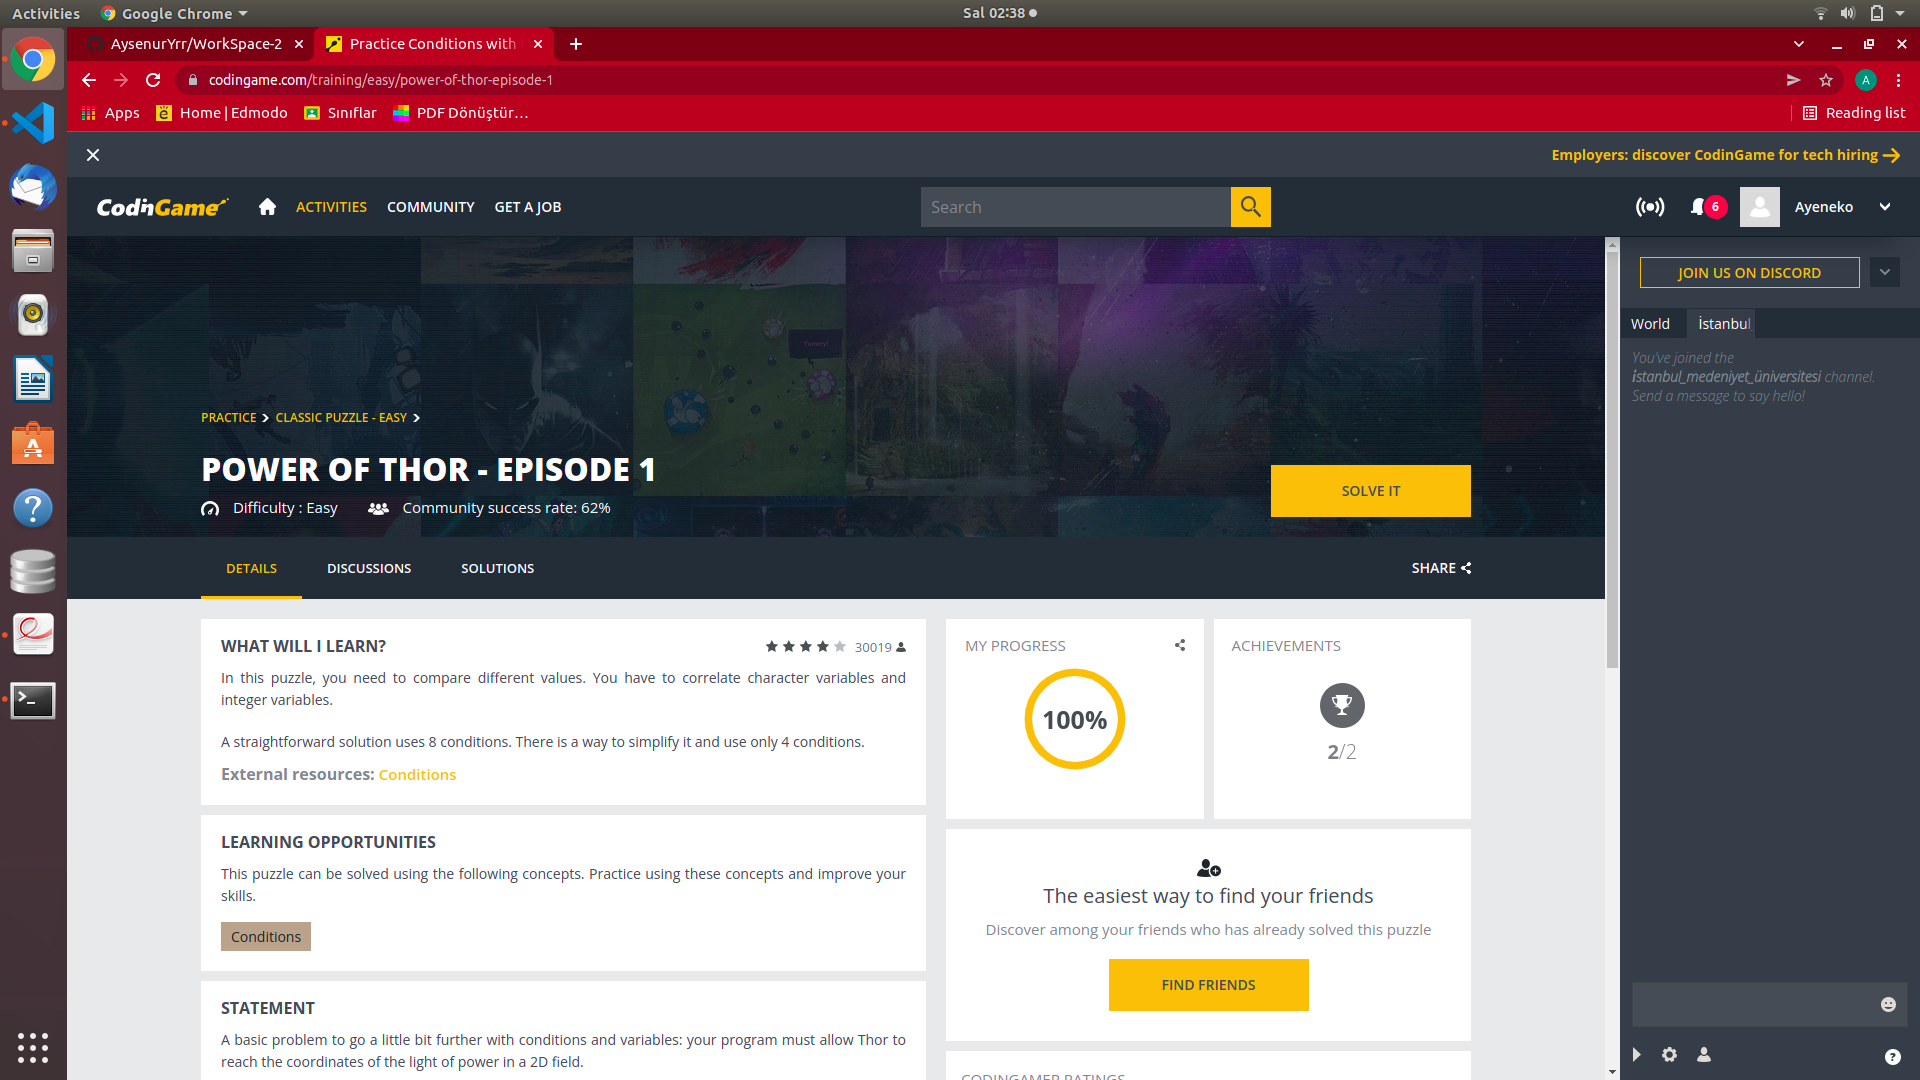 Activities
Google Chrome
Sal 02:38
AysenurYrr/WorkSpace-2
Practice Conditions with
codingame.com/training/easy/power-of-thor-episode-1
A
Apps
Home | Edmodo
Sınıflar
PDF Dönüştür…
Reading list
Employers: discover CodinGame for tech hiring
CodinGame
ACTIVITIES
COMMUNITY
GET A JOB
Search
6
Ayeneko
JOIN US ON DISCORD
World
İstanbul
You've joined the
istanbul_medeniyet_üniversitesi channel.
Send a message to say hello!
PRACTICE
CLASSIC PUZZLE - EASY
POWER OF THOR - EPISODE 1
Difficulty : Easy
Community success rate: 62%
SOLVE IT
DETAILS
DISCUSSIONS
SOLUTIONS
SHARE
WHAT WILL I LEARN?
30019
In this puzzle, you need to compare different values. You have to correlate character variables and
integer variables.
A straightforward solution uses 8 conditions. There is a way to simplify it and use only 4 conditions.
External resources: Conditions
MY PROGRESS
100%
ACHIEVEMENTS
2/2
LEARNING OPPORTUNITIES
This puzzle can be solved using the following concepts. Practice using these concepts and improve your
skills.
Conditions
The easiest way to find your friends
Discover among your friends who has already solved this puzzle
FIND FRIENDS
STATEMENT
A basic problem to go a little bit further with conditions and variables: your program must allow Thor to
reach the coordinates of the light of power in a 2D field.
CODINGAMER RATINGS